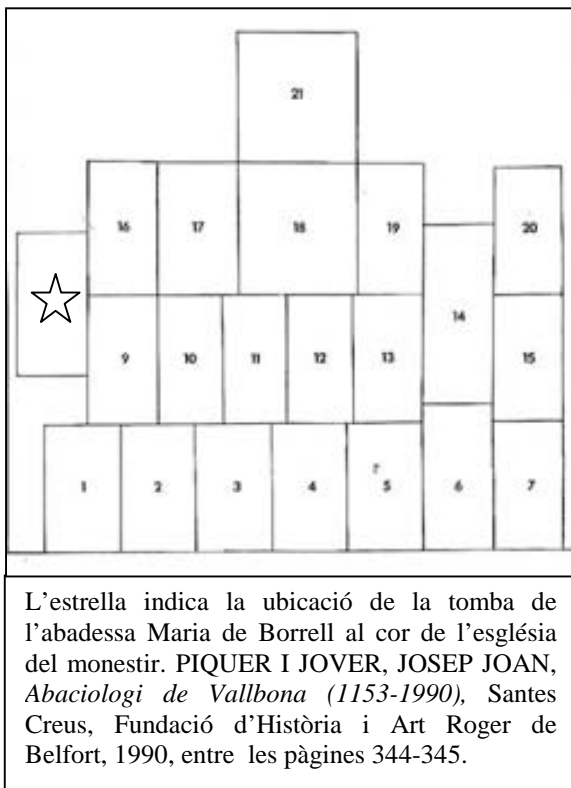 21
16 17 18 19 20
14
9 10 11 12 13 15
1 2 3 4 5 6 7
L’estrella indica la ubicació de la tomba de
l’abadessa Maria de Borrell al cor de l’església
del monestir. PIQUER I JOVER, JOSEP JOAN,
Abaciologi de Vallbona (1153-1990), Santes
Creus, Fundació d’Història i Art Roger de
Belfort, 1990, entre les pàgines 344-345.